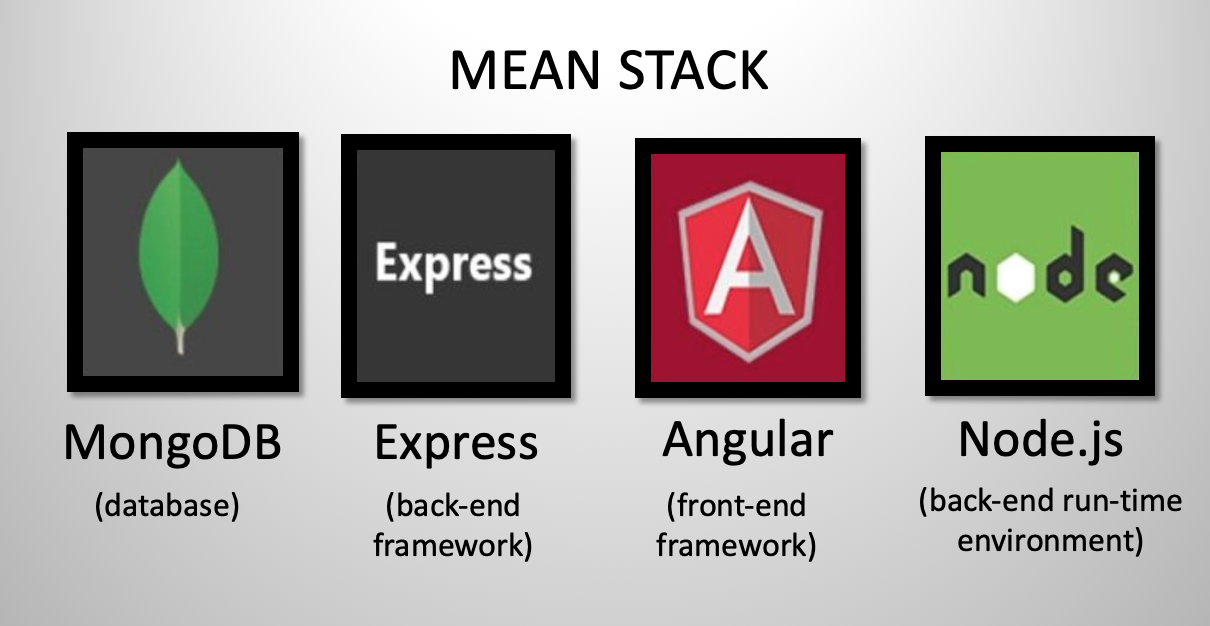 MEAN STACK
Express
A
node
MongoDB
(database)
Express
(back-end
framework)
Angular
(front-end
framework)
Node.js
(back-end run-time
environment)